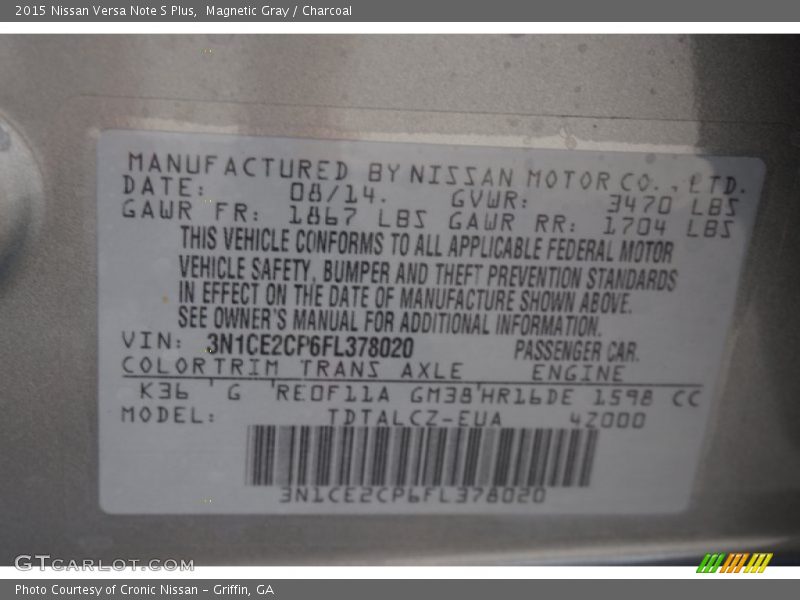 2015 Nissan Versa Note S Plus,  Magnetic Gray / Charcoal
MANUFACTURED BY NISSAN MOTOR CO., LTD.
DATE: 08/14. GVWR: 3470 LBS
GAWR FR: 1867 LBS GAWR RR: 1704 LBS
THIS VEHICLE CONFORMS TO ALL APPLICABLE FEDERAL MOTOR
VEHICLE SAFETY, BUMPER AND THEFT PREVENTION STANDARDS
IN EFFECT ON THE DATE OF MANUFACTURE SHOWN ABOVE.
SEE OWNER'S MANUAL FOR ADDITIONAL INFORMATION.
VIN: 3N1CE2CP6FL378020 PASSENGER CAR.
COLOR TRIM TRANS AXLE ENGINE
K36 ' G 'RE0F11A GM38'HR16DE 1598 CC
MODEL: TDTALCZ-EUA 4Z000
3N1CE2CP6FL378020
GTCARLOT.COM
Photo Courtesy of Cronic Nissan – Griffin, GA